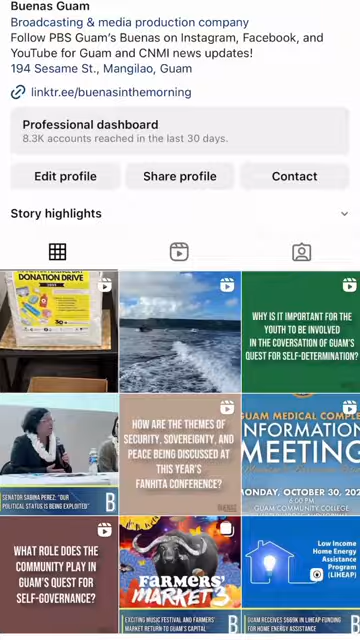 Buenas Guam
Broadcasting & media production company
Follow PBS Guam's Buenas on Instagram, Facebook, and
YouTube for Guam and CNMI news updates!
194 Sesame St., Mangilao, Guam
linktr.ee/buenasinthemorning
Professional dashboard
8.3K accounts reached in the last 30 days.
Edit profile
Share profile
Contact
Story highlights
DONATION DRIVE
WHY IS IT IMPORTANT FOR THE
YOUTH TO BE INVOLVED
IN THE COVERSATION OF GUAM'S
QUEST FOR SELF-DETERMINATION?
SENATOR SABINA PEREZ: "OUR
POLITICAL STATUS IS BEING EXPLOITED"
B
HOW ARE THE THEMES OF
SECURITY, SOVEREIGNTY, AND
PEACE BEING DISCUSSED AT
THIS YEAR'S
FANHITA CONFERENCE?
BUENAS
GUAM MEDICAL COMPLE
INFORMATION
MEETING
MONDAY, OCTOBER 30, 202
6 PM
GUAM COMMUNITY COLLEGE
WHAT ROLE DOES THE
COMMUNITY PLAY IN
GUAM'S QUEST FOR
SELF-GOVERNANCE?
FARMERS'
MARKET 3
EXCITING MUSIC FESTIVAL AND FARMERS'
MARKET RETURN TO GUAM'S CAPITAL
B
Low Income
Home Energy
Assistance
Program
(LIHEAP)
GUAM RECEIVES $669K IN FUNDING
FOR HOME ENERGY ASSISTANCE
B